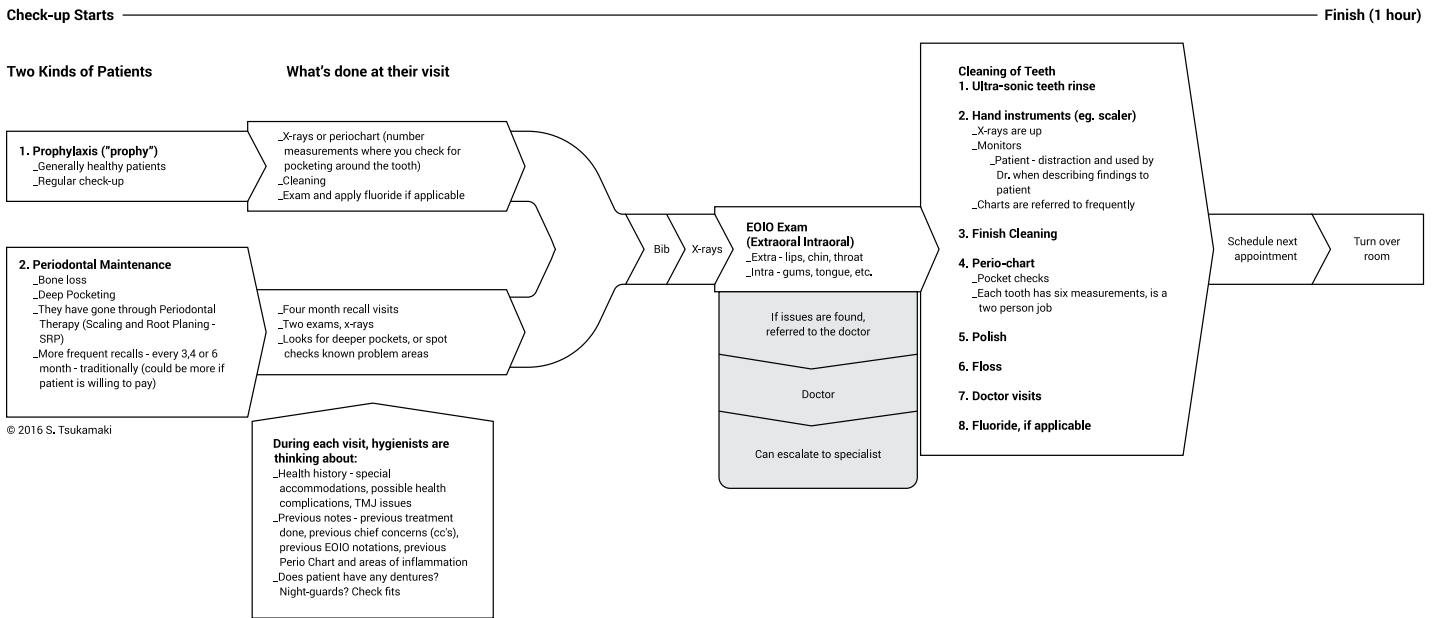 Check-up Starts
Finish (1 hour)
Two Kinds of Patients
What's done at their visit
1. Prophylaxis ("prophy")
_Generally healthy patients
_Regular check-up
_X-rays or periochart (number
measurements where you check for
pocketing around the tooth)
_Cleaning
_Exam and apply fluoride if applicable
2. Periodontal Maintenance
_Bone loss
_Deep Pocketing
_They have gone through Periodontal
Therapy (Scaling and Root Planing -
SRP)
_More frequent recalls - every 3,4 or 6
month - traditionally (could be more if
patient is willing to pay)
_Four month recall visits
_Two exams, x-rays
_Looks for deeper pockets, or spot
checks known problem areas
© 2016 S. Tsukamaki
During each visit, hygienists are
thinking about:
_Health history - special
accommodations, possible health
complications, TMJ issues
_Previous notes - previous treatment
done, previous chief concerns (cc's),
previous EOIO notations, previous
Perio Chart and areas of inflammation
_Does patient have any dentures?
Night-guards? Check fits
Bib
X-rays
EOIO Exam
(Extraoral Intraoral)
_Extra - lips, chin, throat
_Intra - gums, tongue, etc.
If issues are found,
referred to the doctor
Doctor
Can escalate to specialist
Cleaning of Teeth
1. Ultra-sonic teeth rinse
2. Hand instruments (eg. scaler)
_X-rays are up
_Monitors
_Patient - distraction and used by
Dr. when describing findings to
patient
_Charts are referred to frequently
3. Finish Cleaning
4. Perio-chart
_Pocket checks
_Each tooth has six measurements, is a
two person job
5. Polish
6. Floss
7. Doctor visits
8. Fluoride, if applicable
Schedule next
appointment
Turn over
room